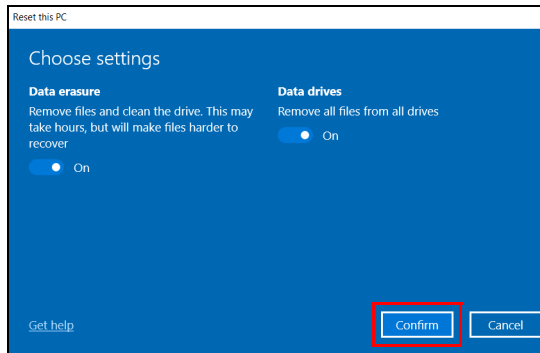 Reset this PC
Choose settings
Data erasure
Remove files and clean the drive. This may
take hours, but will make files harder to
recover
On
Data drives
Remove all files from all drives
On
Get help
Confirm
Cancel